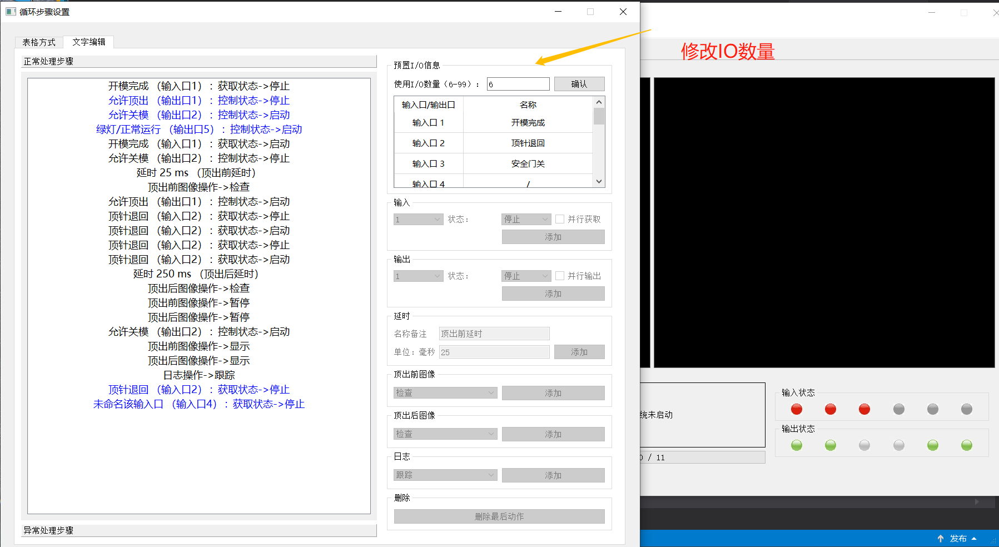 循环步骤设置
表格方式
文字编辑
正常处理步骤
开模完成 （输入口1）：获取状态->停止
允许顶出 （输出口1）：控制状态->停止
允许关模 （输出口2）：控制状态->启动
绿灯/正常运行 （输出口5）：控制状态->启动
开模完成 （输入口1）：获取状态->启动
允许关模 （输出口2）：控制状态->停止
延时 25 ms （顶出前延时）
顶出前图像操作->检查
允许顶出 （输出口1）：控制状态->启动
顶针退回 （输入口2）：获取状态->停止
顶针退回 （输入口2）：获取状态->启动
顶针退回 （输入口2）：获取状态->停止
顶针退回 （输入口2）：获取状态->启动
延时 250 ms （顶出后延时）
顶出后图像操作->检查
顶出前图像操作->暂停
顶出后图像操作->暂停
允许关模 （输出口2）：控制状态->启动
顶出前图像操作->显示
顶出后图像操作->显示
日志操作->跟踪
顶针退回 （输入口2）：获取状态->停止
未命名该输入口 （输入口4）：获取状态->停止
异常处理步骤
预置I/O信息
使用I/O数量（6-99）： 6 确认
输入口/输出口 名称
输入口 1 开模完成
输入口 2 顶针退回
输入口 3 安全门关
输入口 4 /
输入
1 状态： 停止 并行获取
添加
输出
1 状态： 停止 并行输出
添加
延时
名称备注 顶出前延时
单位：毫秒 25 添加
顶出前图像
检查 添加
顶出后图像
检查 添加
日志
跟踪 添加
删除
删除最后动作
修改IO数量
统未启动
0 / 11
输入状态
输出状态
发布